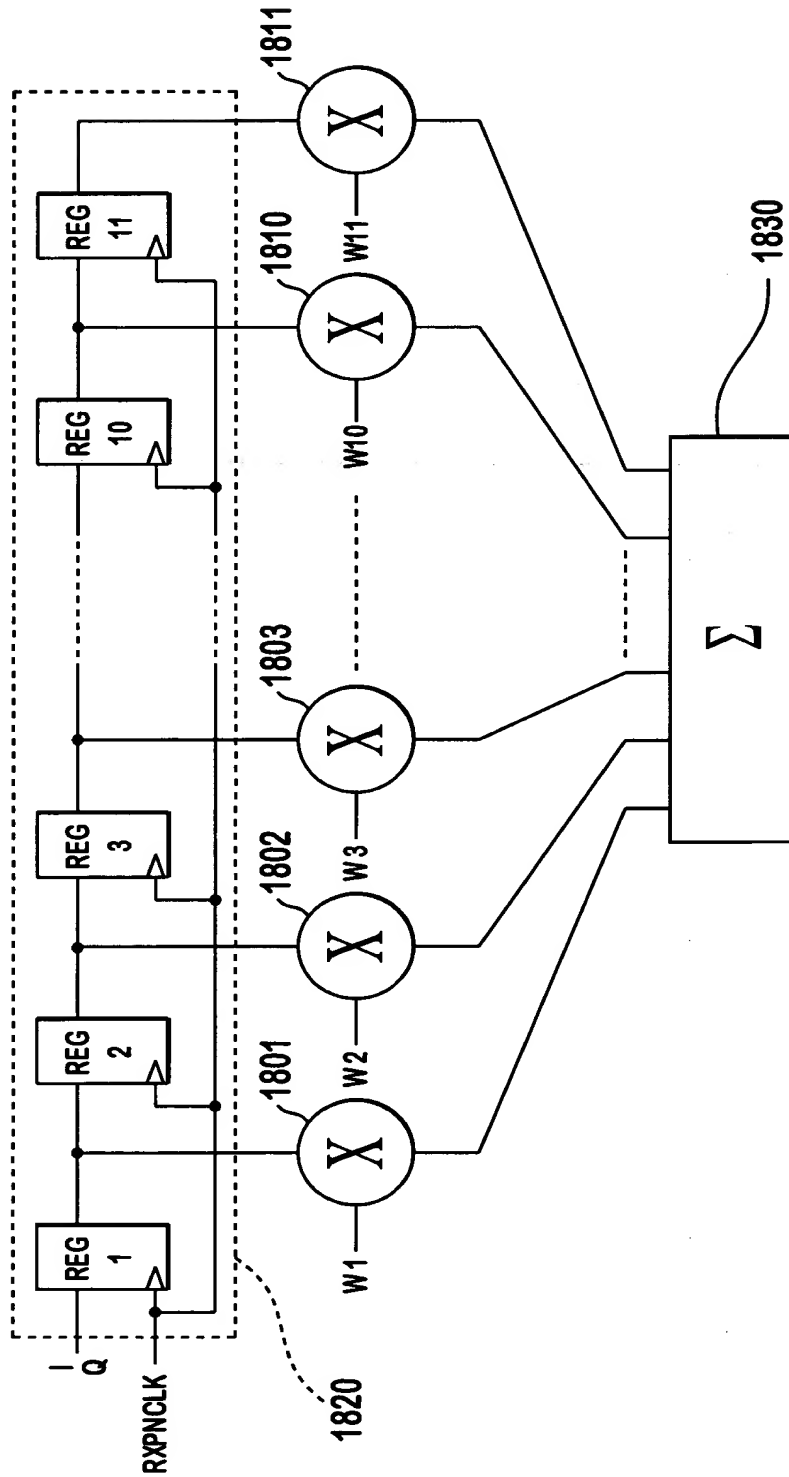 I
Q
RXPNCLK
REG
1
REG
2
REG
3
REG
10
REG
11
1820
W1
X
1801
W2
X
1802
W3
X
1803
W10
X
1810
W11
X
1811
Σ
1830